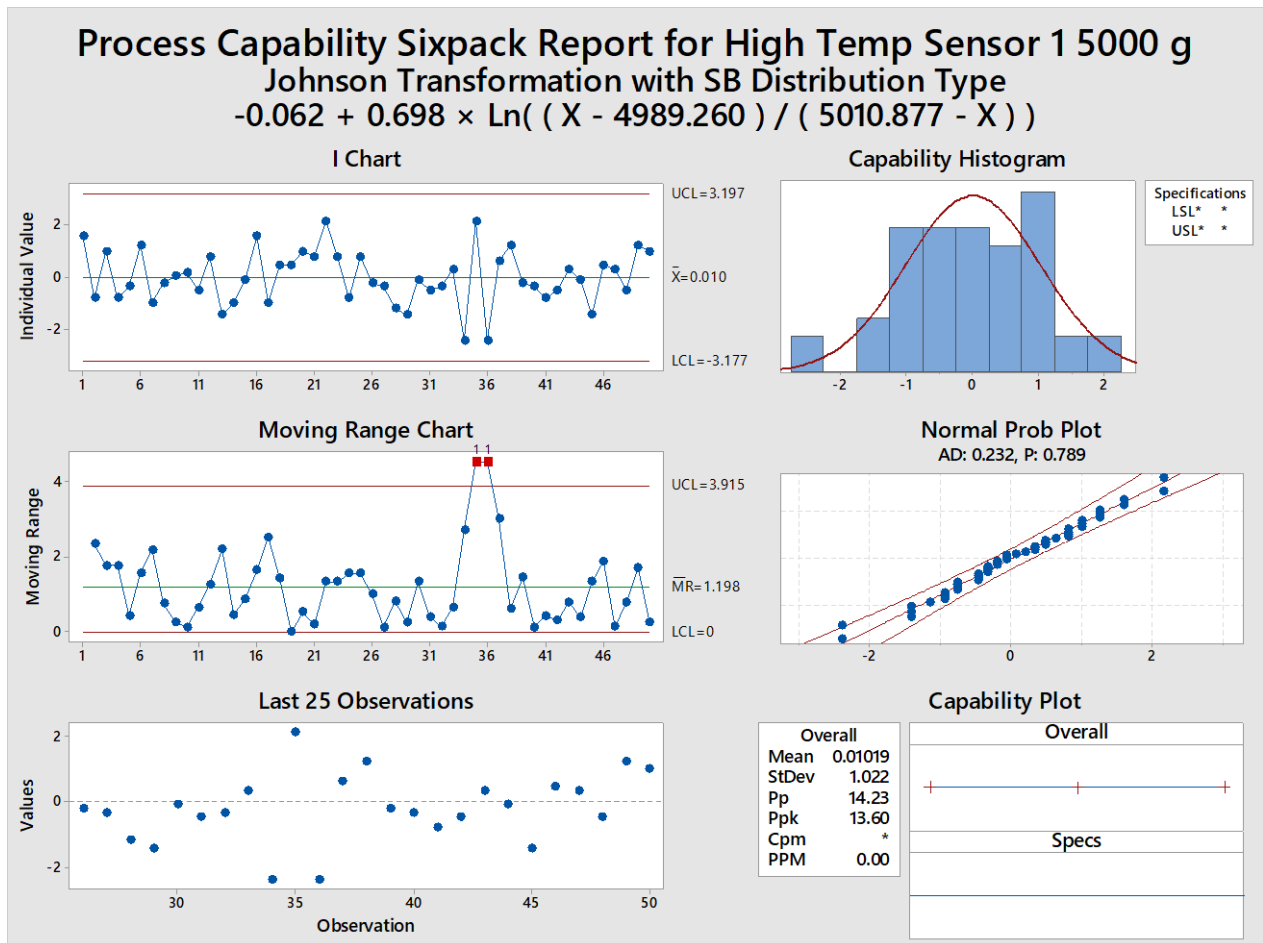 Process Capability Sixpack Report for High Temp Sensor 1 5000 g
Johnson Transformation with SB Distribution Type
-0.062 + 0.698 × Ln( ( X - 4989.260 ) / ( 5010.877 - X ) )
I Chart
Individual Value
2
0
-2
UCL=3.197
X̅=0.010
LCL=-3.177
1 6 11 16 21 26 31 36 41 46
Capability Histogram
Specifications
LSL* *
USL* *
-2 -1 0 1 2
Moving Range Chart
Moving Range
1 1
4
2
0
UCL=3.915
M̅R̅=1.198
LCL=0
1 6 11 16 21 26 31 36 41 46
Normal Prob Plot
AD: 0.232, P: 0.789
-2 0 2
Last 25 Observations
Values
2
0
-2
30 35 40 45 50
Observation
Capability Plot
Overall
Mean 0.01019
StDev 1.022
Pp 14.23
Ppk 13.60
Cpm *
PPM 0.00
Overall
Specs